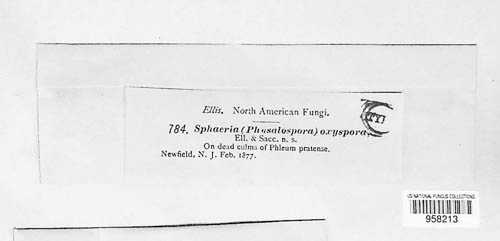 Ellis. North American Fungi.
784. Sphaeria (Physalospora) oxyspora,
Ell. & Sacc. n. s.
On dead culms of Phleum pratense.
Newfield, N. J. Feb. 1877.
US NATIONAL FUNGUS COLLECTIONS
958213